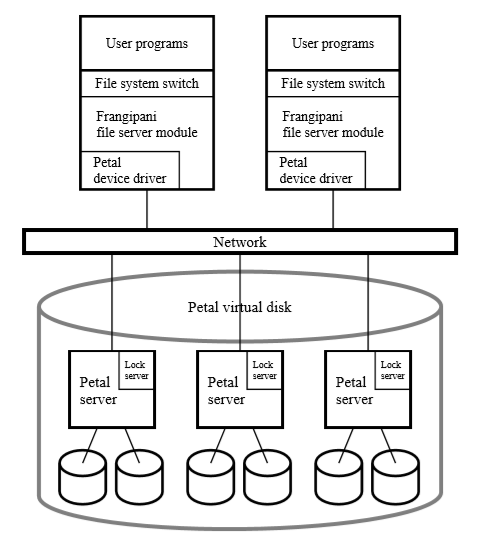 User programs
File system switch
Frangipani
file server module
Petal
device driver
User programs
File system switch
Frangipani
file server module
Petal
device driver
Network
Petal virtual disk
Lock
server
Petal
server
Lock
server
Petal
server
Lock
server
Petal
server